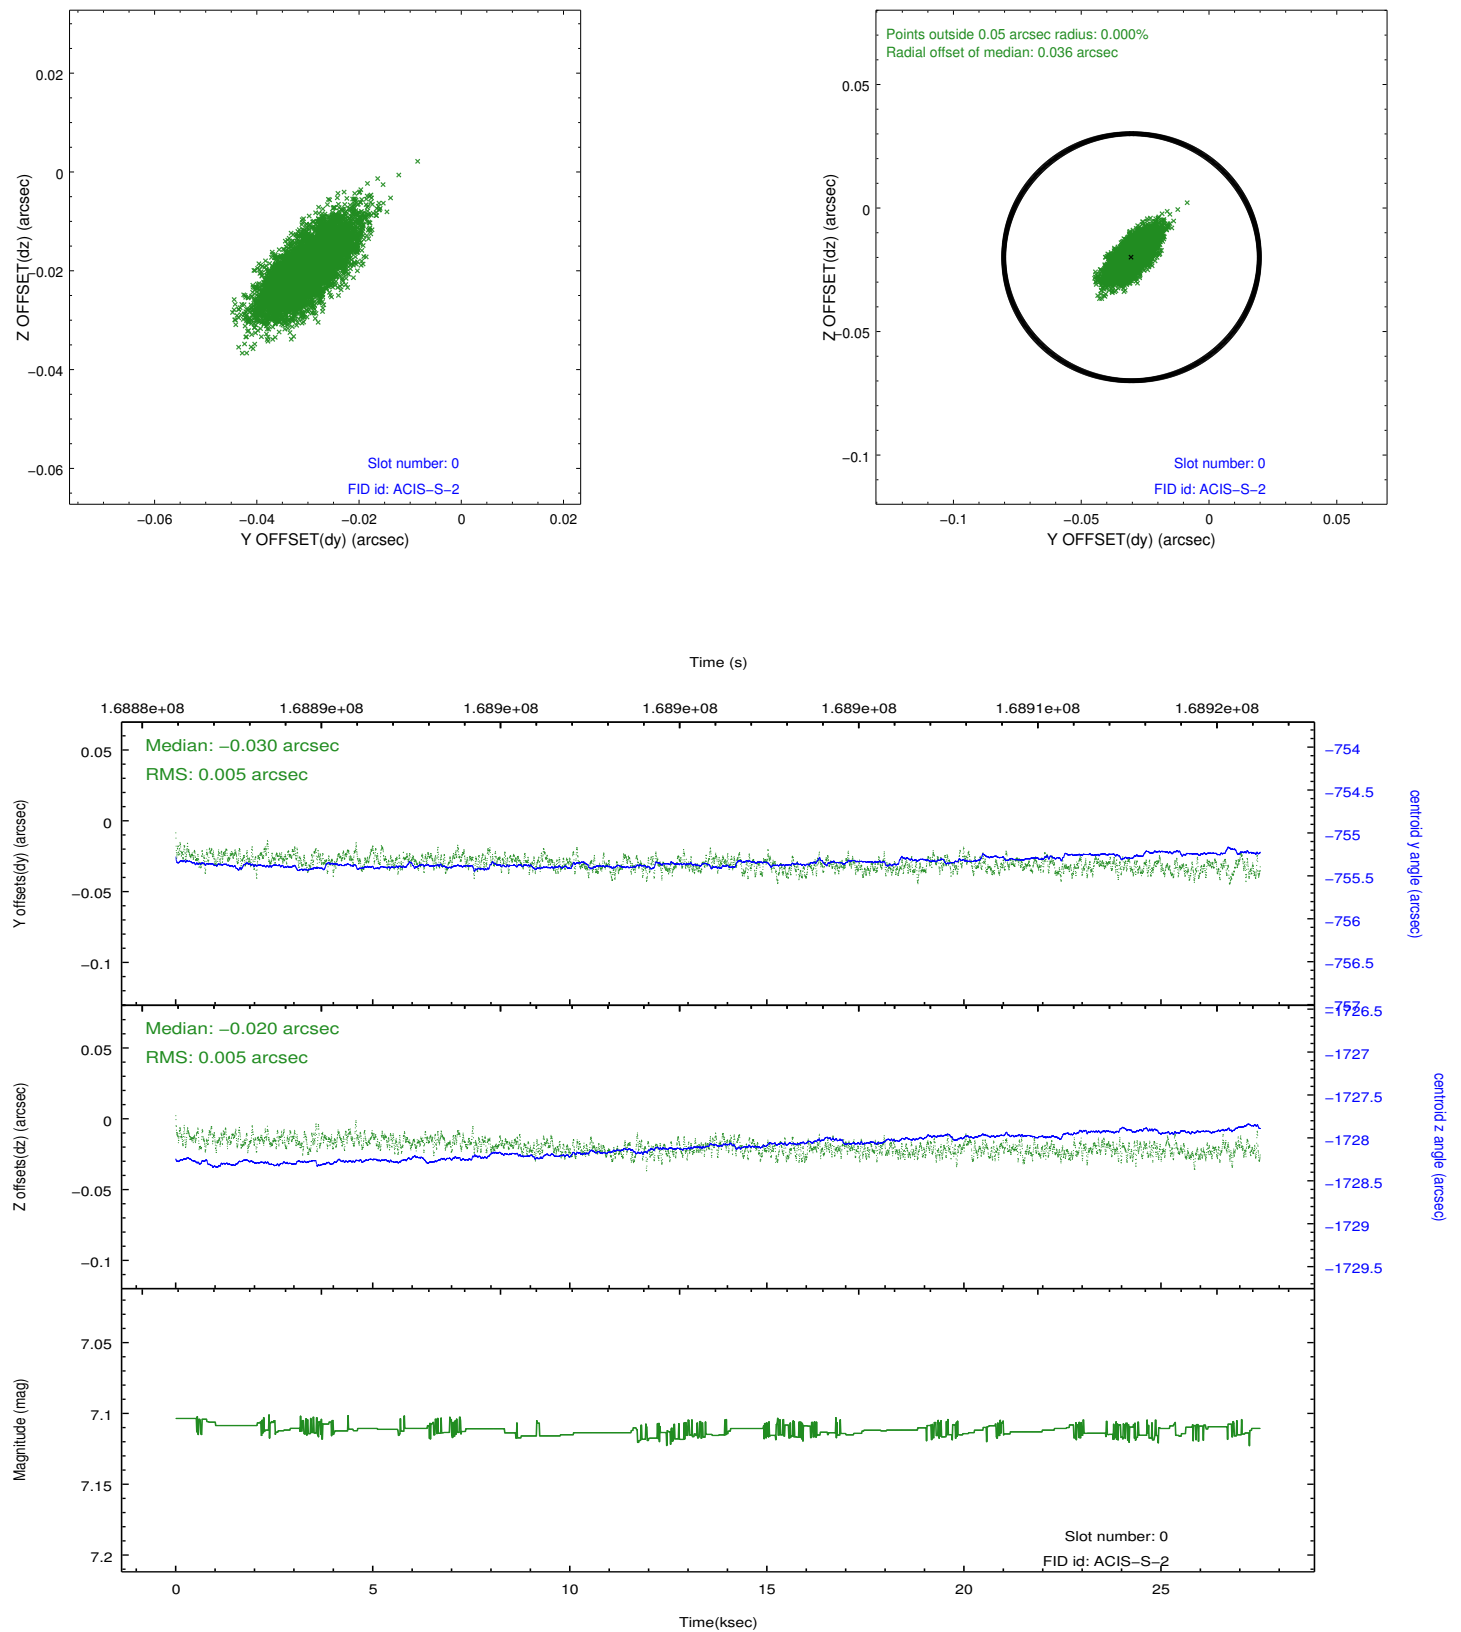 0.02
0
−0.02
−0.04
−0.06
Z OFFSET(dz) (arcsec)
Slot number: 0
FID id: ACIS−S−2
−0.06 −0.04 −0.02 0 0.02
Y OFFSET(dy) (arcsec)
Points outside 0.05 arcsec radius: 0.000%
Radial offset of median: 0.036 arcsec
0.05
0
−0.05
−0.1
Z OFFSET(dz) (arcsec)
Slot number: 0
FID id: ACIS−S−2
−0.1 −0.05 0 0.05
Y OFFSET(dy) (arcsec)
Time (s)
1.6888e+08 1.6889e+08 1.689e+08 1.689e+08 1.689e+08 1.6891e+08 1.6892e+08
Median: −0.030 arcsec
RMS: 0.005 arcsec
0.05
0
−0.05
−0.1
Y offsets(dy) (arcsec)
−754
−754.5
−755
−755.5
−756
−756.5
−757
centroid y angle (arcsec)
Median: −0.020 arcsec
RMS: 0.005 arcsec
0.05
0
−0.05
−0.1
Z offsets(dz) (arcsec)
−1726.5
−1727
−1727.5
−1728
−1728.5
−1729
−1729.5
centroid z angle (arcsec)
7.05
7.1
7.15
7.2
Magnitude (mag)
Slot number: 0
FID id: ACIS−S−2
0 5 10 15 20 25
Time(ksec)